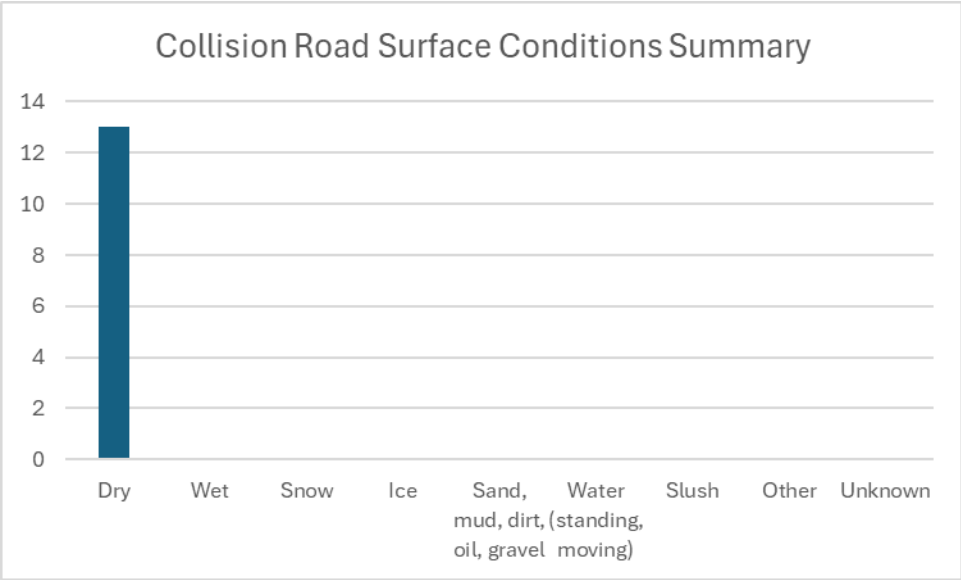 Collision Road Surface Conditions Summary
14
12
10
8
6
4
2
0
Dry Wet Snow Ice Sand, Water Slush Other Unknown
mud, dirt, (standing,
oil, gravel moving)